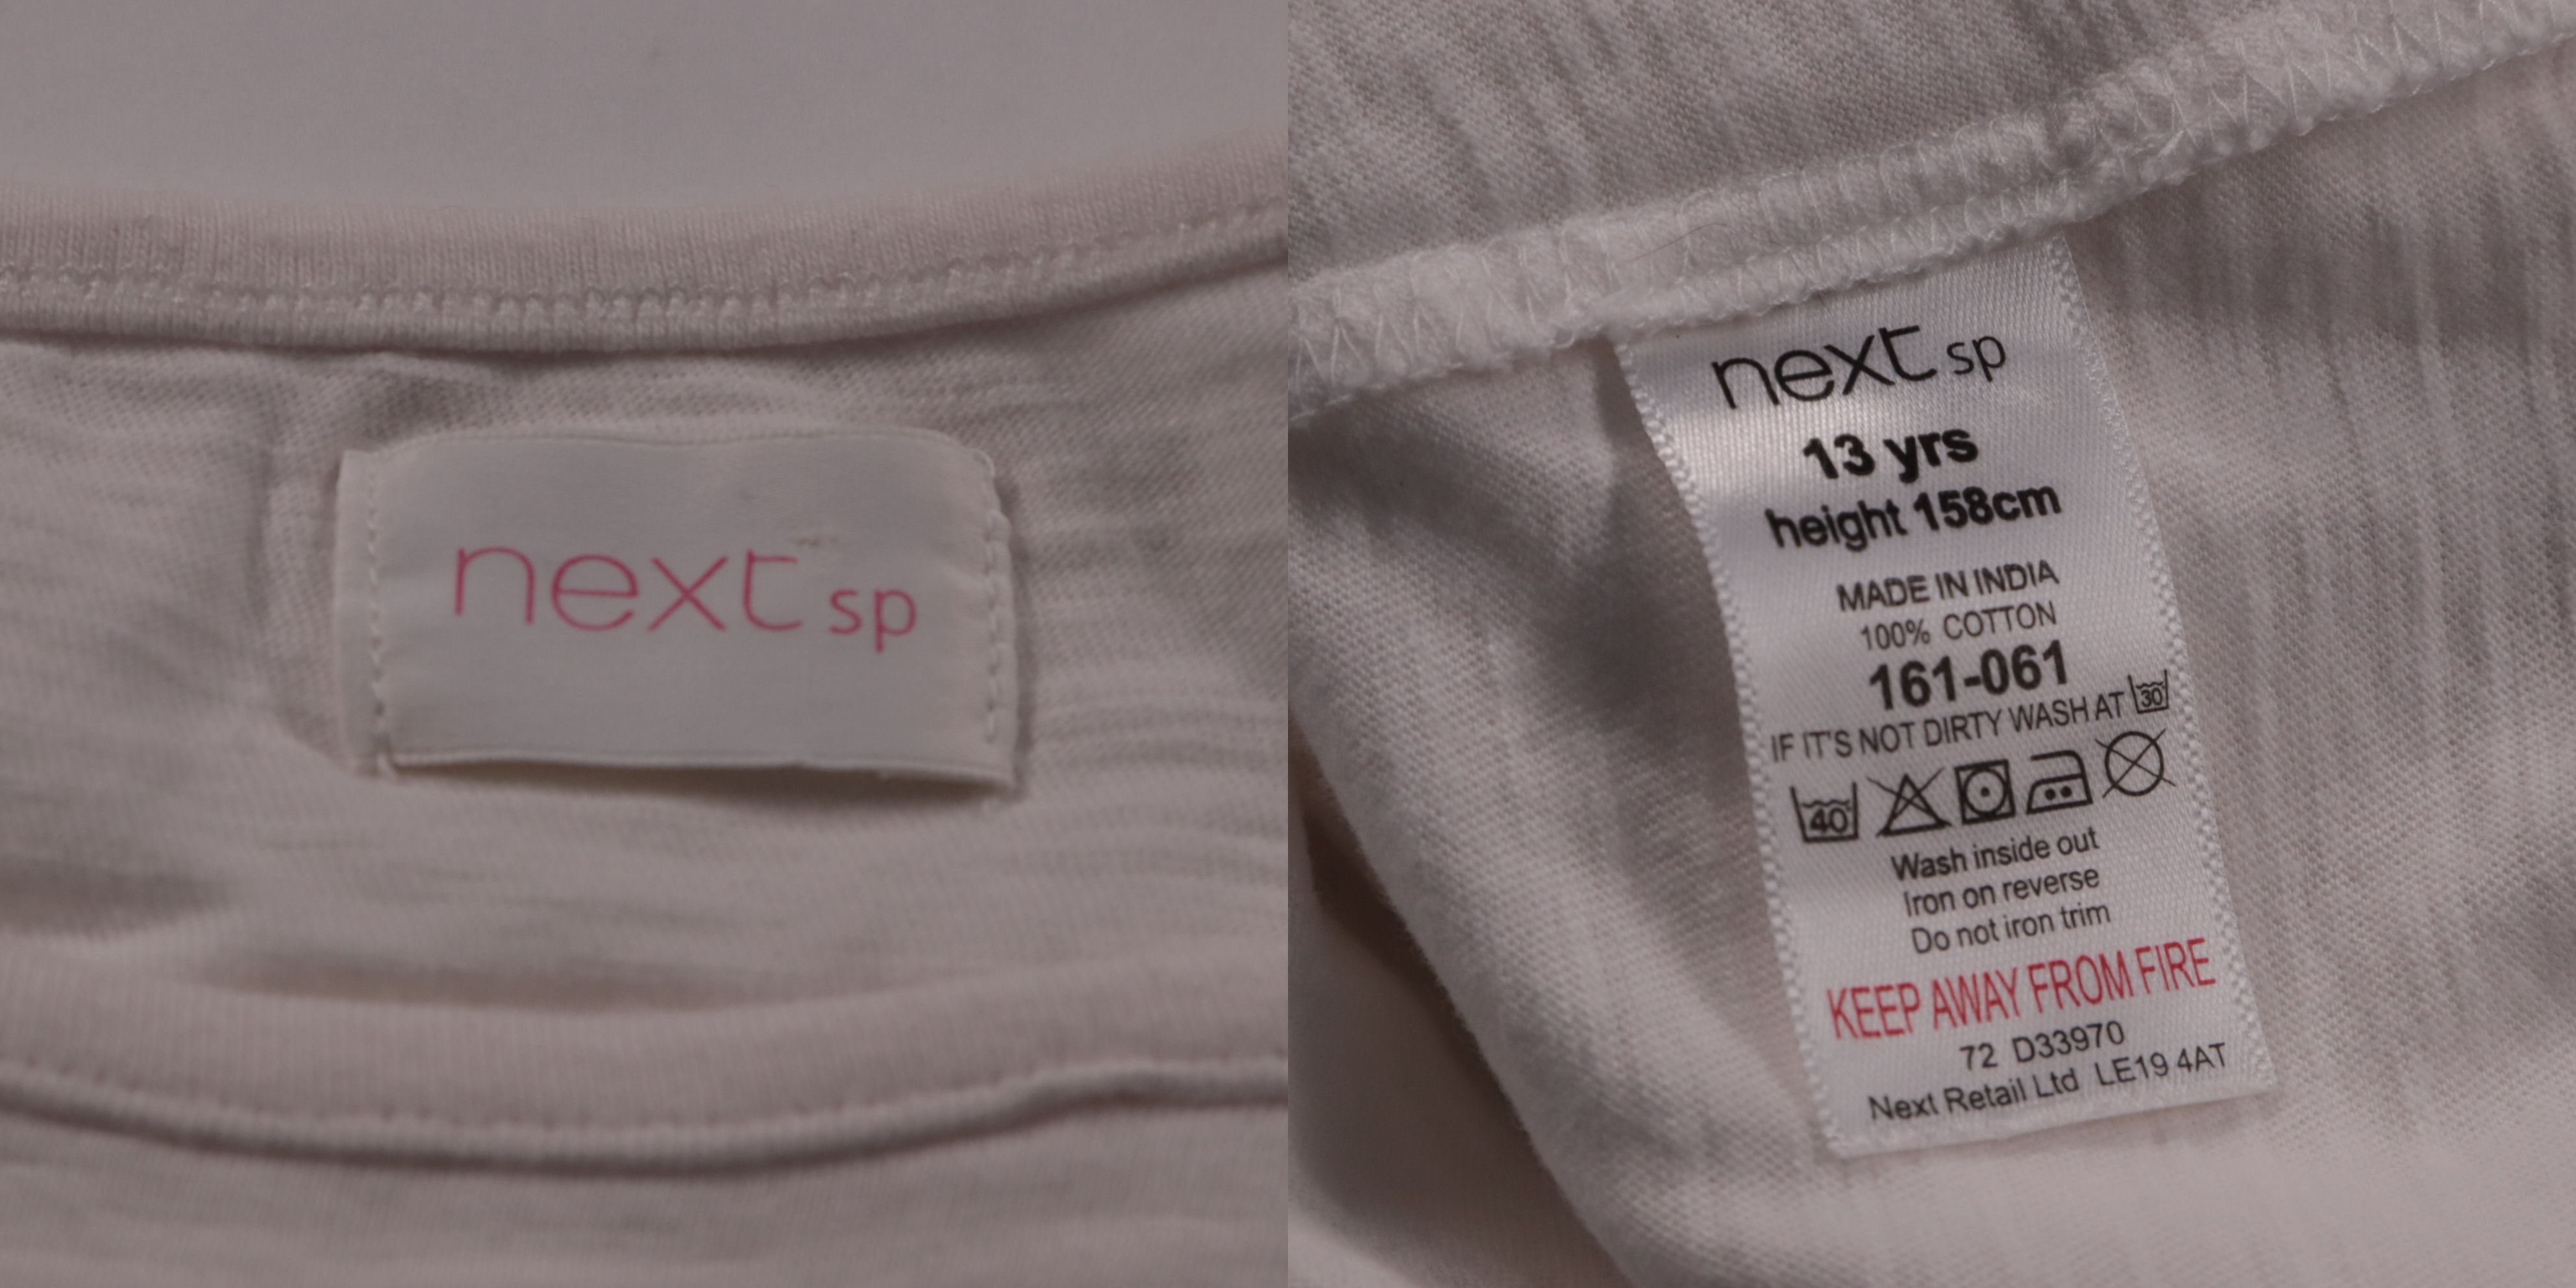 next sp
next sp
13 yrs
height 158cm
MADE IN INDIA
100% COTTON
161-061
IF IT'S NOT DIRTY WASH AT 30
40
Wash inside out
Iron on reverse
Do not iron trim
KEEP AWAY FROM FIRE
72 D33970
Next Retail Ltd LE19 4AT